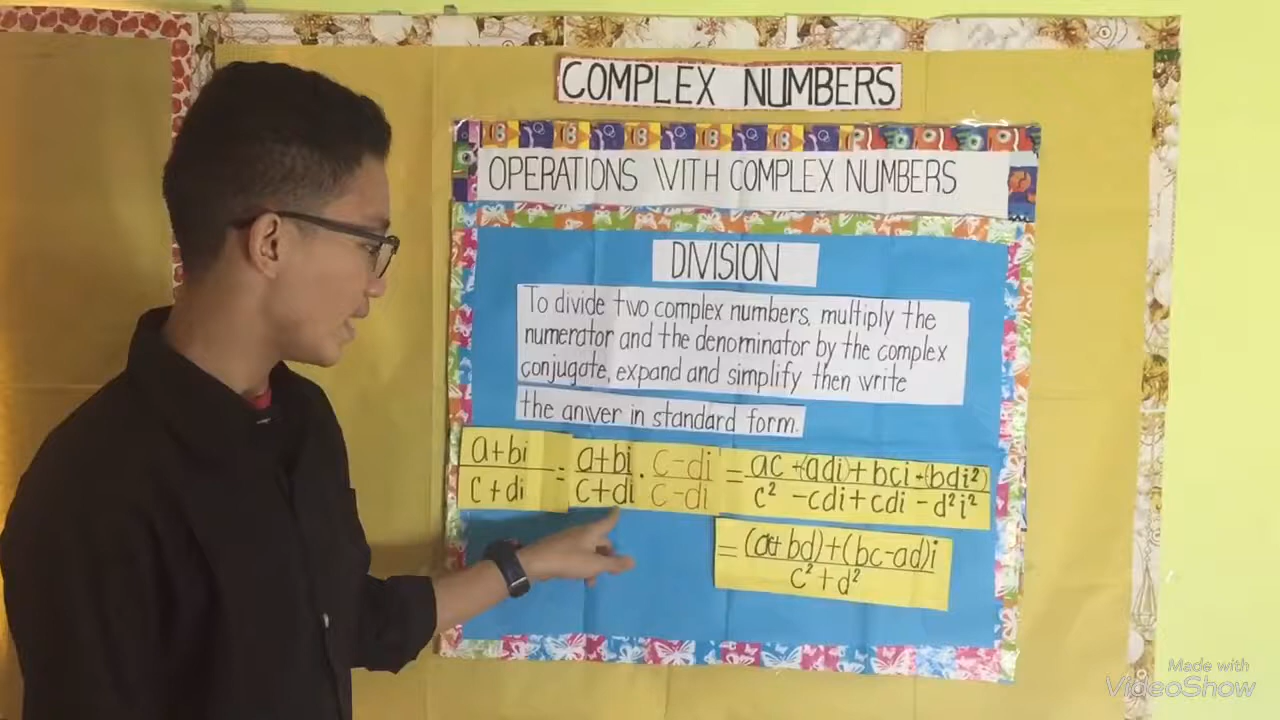 COMPLEX NUMBERS
OPERATIONS WITH COMPLEX NUMBERS
DIVISION
To divide two complex numbers, multiply the
numerator and the denominator by the complex
conjugate, expand and simplify then write
the anwer in standard form.
a+bi / c+di = a+bi / c+di · c-di / c-di = ac +(adi)+bci +(bdi²) / c² -cdi+cdi -d²i²
= (a+ bd)+(bc-ad)i / c²+d²
Made with
VideoShow